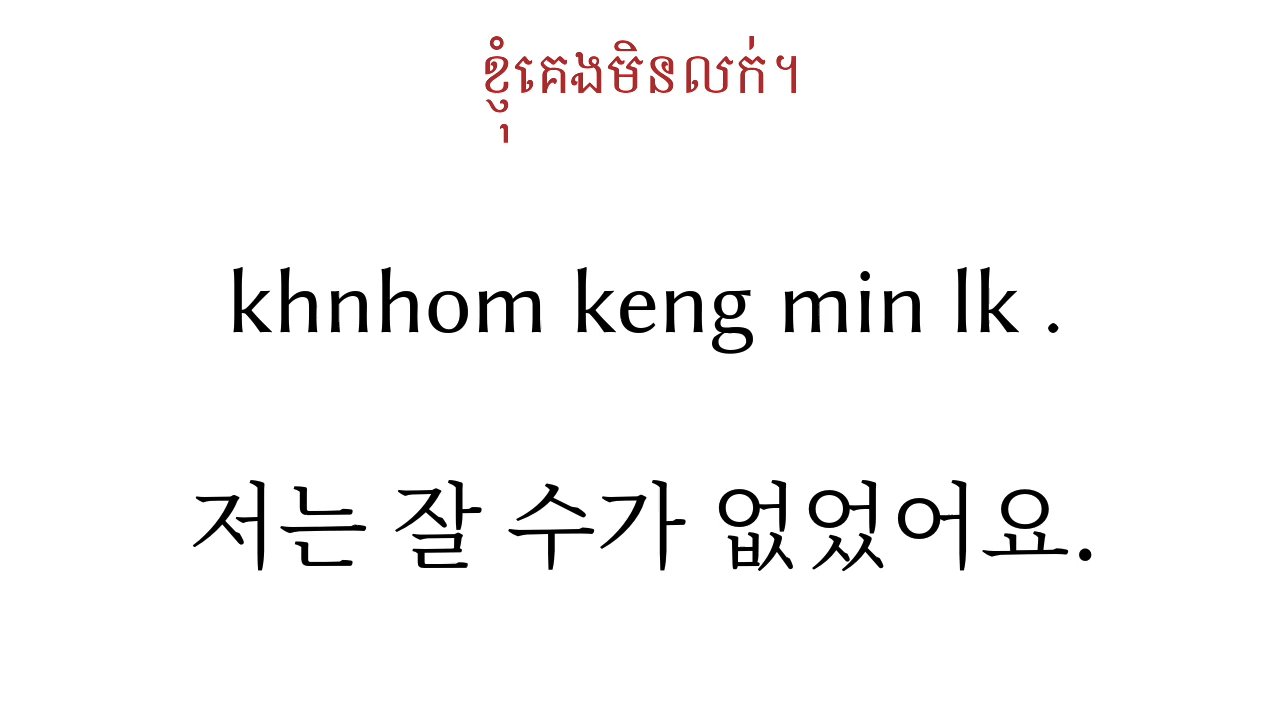 ខ្ញុំគេងមិនលក់។
khnhom keng min lk .
저는 잘 수가 없었어요.